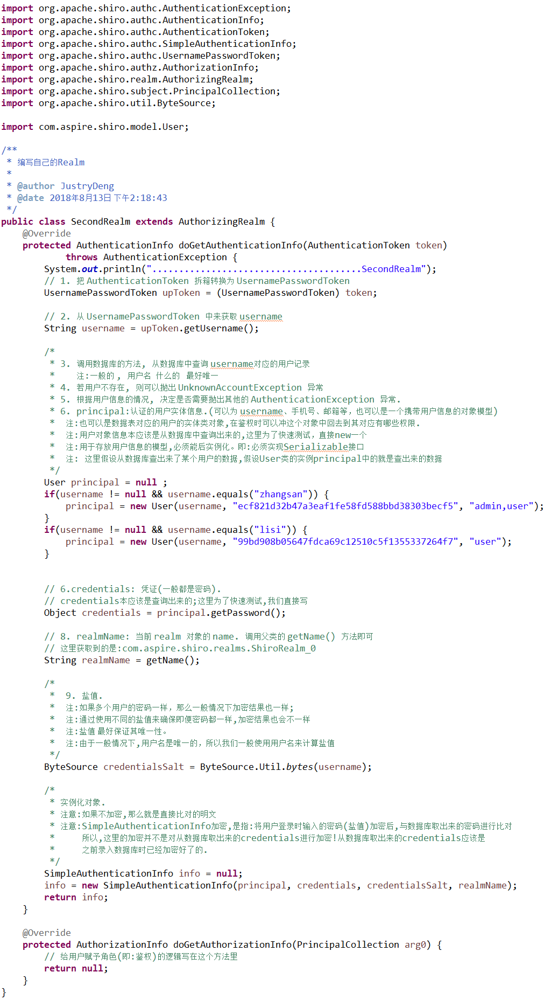 import org.apache.shiro.authc.AuthenticationException;
import org.apache.shiro.authc.AuthenticationInfo;
import org.apache.shiro.authc.AuthenticationToken;
import org.apache.shiro.authc.SimpleAuthenticationInfo;
import org.apache.shiro.authc.UsernamePasswordToken;
import org.apache.shiro.authz.AuthorizationInfo;
import org.apache.shiro.realm.AuthorizingRealm;
import org.apache.shiro.subject.PrincipalCollection;
import org.apache.shiro.util.ByteSource;
import com.aspire.shiro.model.User;
/**
 * 编写自己的Realm
 *
 * @author JustryDeng
 * @date 2018年8月13日 下午2:18:43
 */
public class SecondRealm extends AuthorizingRealm {
    @Override
    protected AuthenticationInfo doGetAuthenticationInfo(AuthenticationToken token)
            throws AuthenticationException {
        System.out.println(".......................................SecondRealm");
        // 1. 把 AuthenticationToken 拆箱转换为 UsernamePasswordToken
        UsernamePasswordToken upToken = (UsernamePasswordToken) token;
        // 2. 从 UsernamePasswordToken 中来获取 username
        String username = upToken.getUsername();
        /*
         * 3. 调用数据库的方法, 从数据库中查询 username对应的用户记录
         *    注:一般的 , 用户名 什么的 最好唯一
         * 4. 若用户不存在, 则可以抛出 UnknownAccountException 异常
         * 5. 根据用户信息的情况, 决定是否需要抛出其他的 AuthenticationException 异常.
         * 6. principal:认证的用户实体信息.(可以为 username、手机号、邮箱等，也可以是一个携带用户信息的对象模型)
         *  注:也可以是数据表对应的用户的实体类对象,在鉴权时可以冲这个对象中回去到其对应有哪些权限.
         *  注:用户对象信息本应该是从数据库中查询出来的,这里为了快速测试，直接new一个
         *  注:用于存放用户信息的模型,必须能后实例化。即:必须实现Serializable接口
         *  注: 这里假设从数据库查出来了某个用户的数据,假设User类的实例principal中的就是查出来的数据
         */
        User principal = null ;
        if(username != null && username.equals("zhangsan")) {
            principal = new User(username, "ecf821d32b47a3eaf1fe58fd588bbd38303becf5", "admin,user");
        }
        if(username != null && username.equals("lisi")) {
            principal = new User(username, "99bd908b05647fdca69c12510c5f1355337264f7", "user");
        }
        // 6.credentials: 凭证(一般都是密码).
        // credentials本应该是查询出来的;这里为了快速测试,我们直接写
        Object credentials = principal.getPassword();
        // 8. realmName: 当前 realm 对象的 name. 调用父类的 getName() 方法即可
        // 这里获取到的是:com.aspire.shiro.realms.ShiroRealm_0
        String realmName = getName();
        /*
         *  9. 盐值.
         *  注:如果多个用户的密码一样，那么一般情况下加密结果也一样;
         *  注:通过使用不同的盐值来确保即便密码都一样,加密结果也会不一样
         *  注:盐值 最好保证其唯一性。
         *  注:由于一般情况下,用户名是唯一的，所以我们一般使用用户名来计算盐值
         */
        ByteSource credentialsSalt = ByteSource.Util.bytes(username);
        /*
         * 实例化对象.
         * 注意:如果不加密,那么就是直接比对的明文
         * 注意:SimpleAuthenticationInfo加密,是指:将用户登录时输入的密码(盐值)加密后,与数据库取出来的密码进行比对
         *     所以,这里的加密并不是对从数据库取出来的credentials进行加密!从数据库取出来的credentials应该是
         *     之前录入数据库时已经加密好了的.
         */
        SimpleAuthenticationInfo info = null;
        info = new SimpleAuthenticationInfo(principal, credentials, credentialsSalt, realmName);
        return info;
    }
    @Override
    protected AuthorizationInfo doGetAuthorizationInfo(PrincipalCollection arg0) {
        // 给用户赋予角色(即:鉴权)的逻辑写在这个方法里
        return null;
    }
}